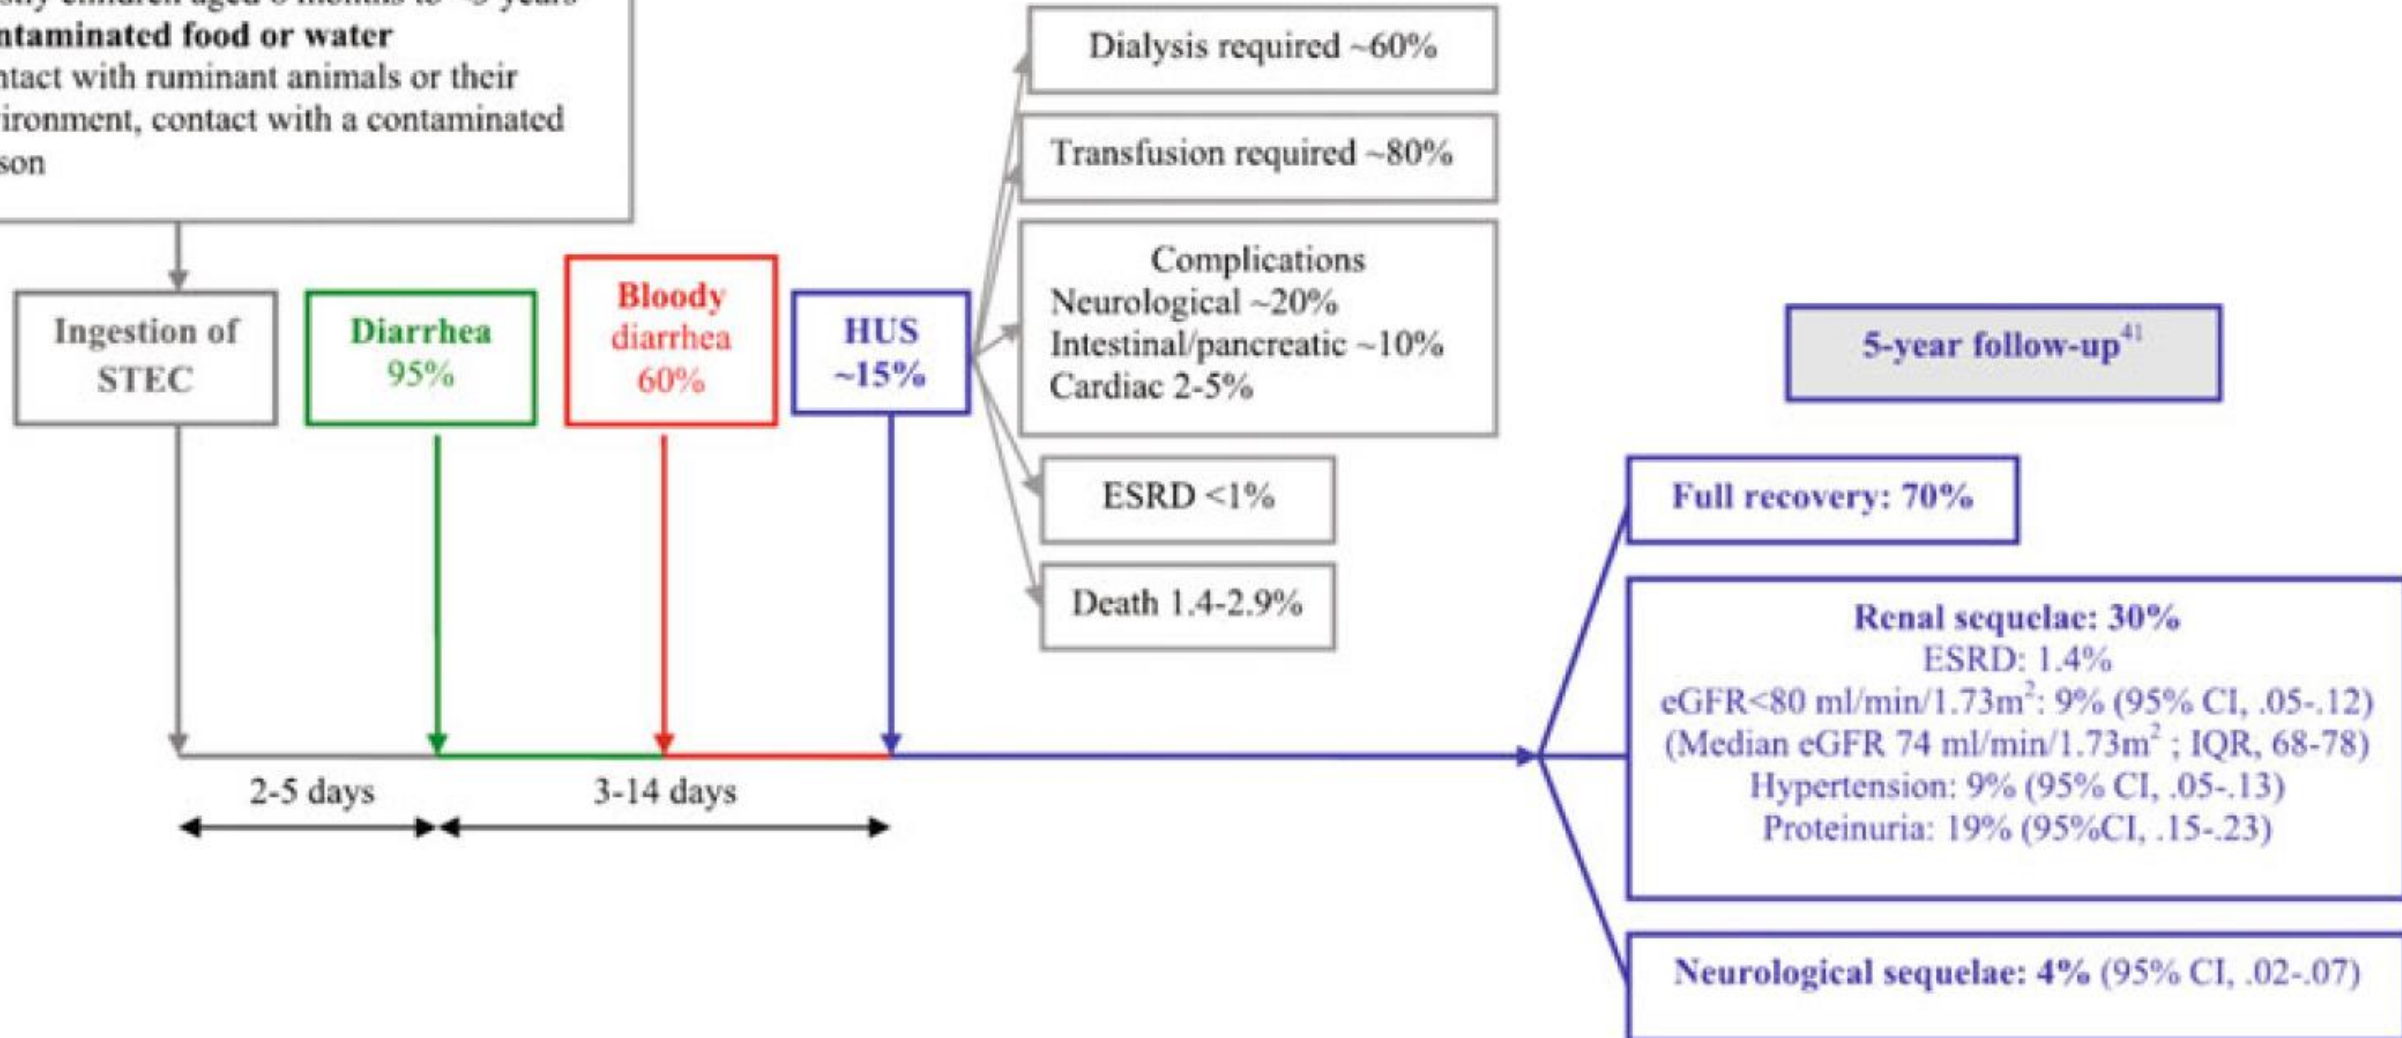 children aged 6 months to
food or water
with ruminant animals or their
contact with a contaminated
Ingestion of
STEC
Diarrhea
95%
Bloody
diarrhea
60%
HUS
~15%
Dialysis required ~60%
Transfusion required ~80%
Complications
Neurological ~20%
Intestinal/pancreatic ~10%
Cardiac 2-5%
ESRD <1%
Death 1.4-2.9%
2-5 days
3-14 days
5-year follow-up⁴¹
Full recovery: 70%
Renal sequelae: 30%
ESRD: 1.4%
eGFR<80 ml/min/1.73m²: 9% (95% CI, .05-.12)
(Median eGFR 74 ml/min/1.73m² ; IQR, 68-78)
Hypertension: 9% (95% CI, .05-.13)
Proteinuria: 19% (95%CI, .15-.23)
Neurological sequelae: 4% (95% CI, .02-.07)